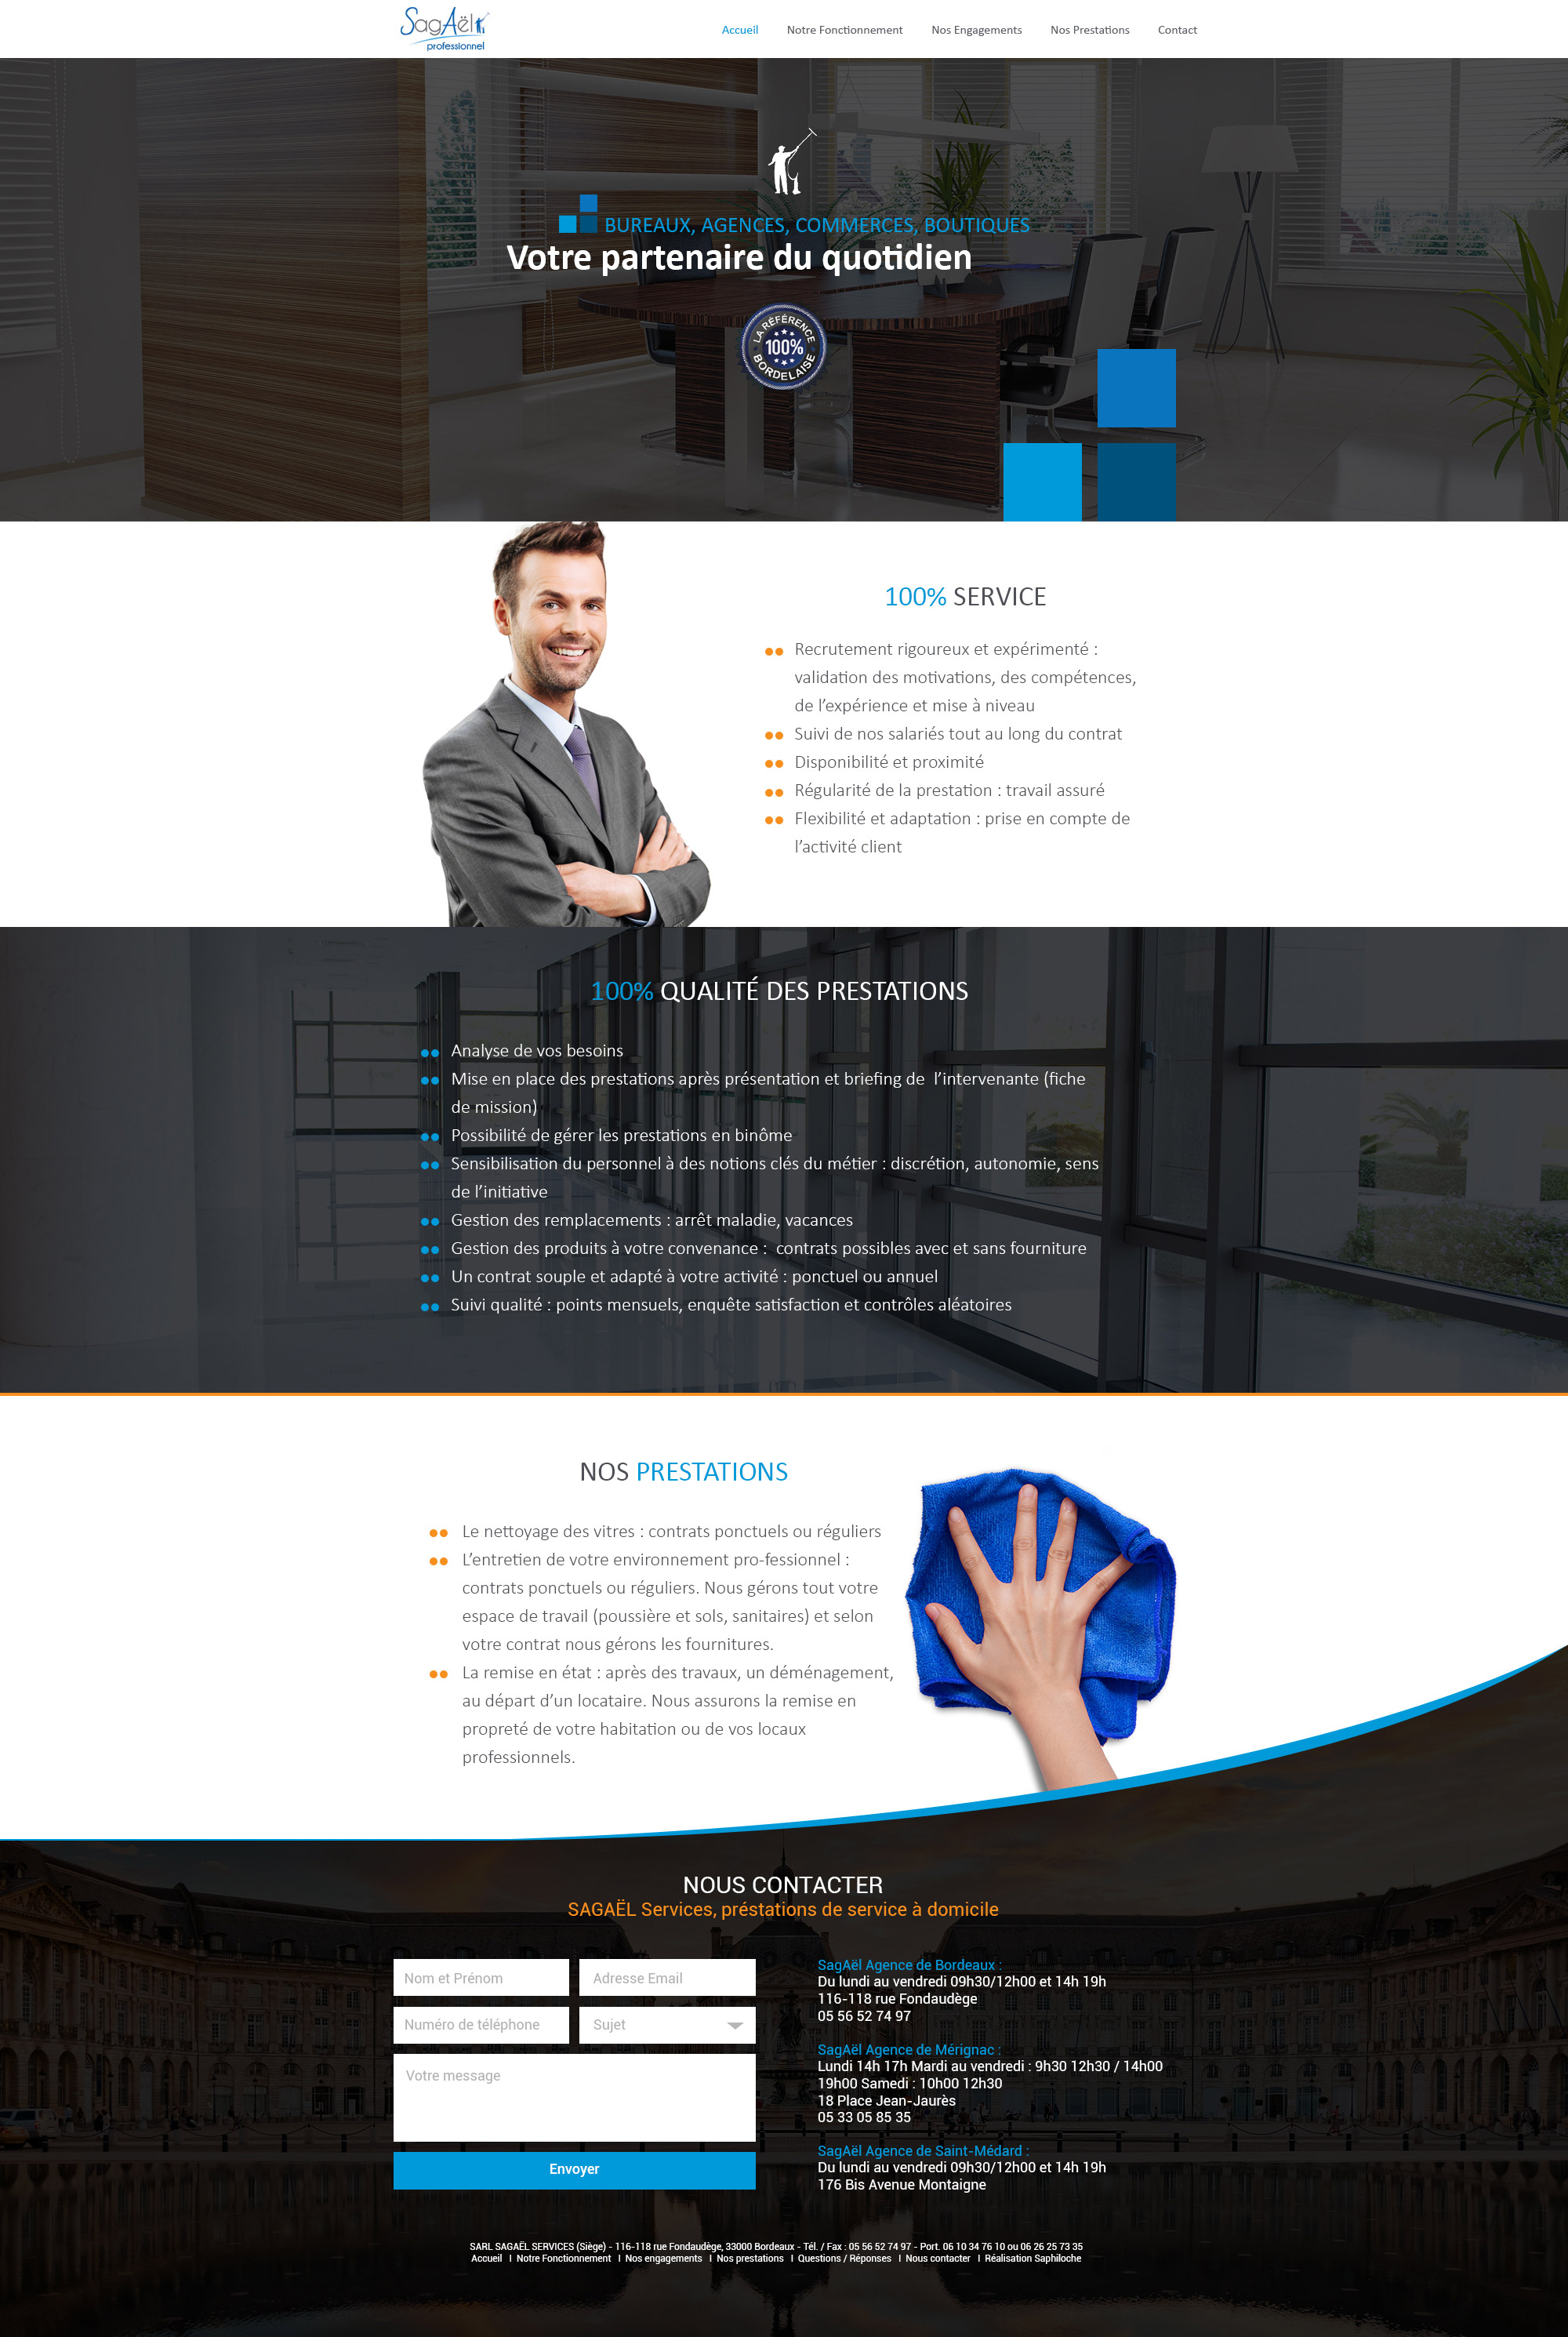 SagAël
professionnel
Accueil Notre Fonctionnement Nos Engagements Nos Prestations Contact
BUREAUX, AGENCES, COMMERCES, BOUTIQUES
Votre partenaire du quotidien
LA RÉFÉRENCE
100%
BORDELAISE
100% SERVICE
Recrutement rigoureux et expérimenté :
validation des motivations, des compétences,
de l’expérience et mise à niveau
Suivi de nos salariés tout au long du contrat
Disponibilité et proximité
Régularité de la prestation : travail assuré
Flexibilité et adaptation : prise en compte de
l’activité client
100% QUALITÉ DES PRESTATIONS
Analyse de vos besoins
Mise en place des prestations après présentation et briefing de l’intervenante (fiche
de mission)
Possibilité de gérer les prestations en binôme
Sensibilisation du personnel à des notions clés du métier : discrétion, autonomie, sens
de l’initiative
Gestion des remplacements : arrêt maladie, vacances
Gestion des produits à votre convenance : contrats possibles avec et sans fourniture
Un contrat souple et adapté à votre activité : ponctuel ou annuel
Suivi qualité : points mensuels, enquête satisfaction et contrôles aléatoires
NOS PRESTATIONS
Le nettoyage des vitres : contrats ponctuels ou réguliers
L’entretien de votre environnement pro-fessionnel :
contrats ponctuels ou réguliers. Nous gérons tout votre
espace de travail (poussière et sols, sanitaires) et selon
votre contrat nous gérons les fournitures.
La remise en état : après des travaux, un déménagement,
au départ d’un locataire. Nous assurons la remise en
propreté de votre habitation ou de vos locaux
professionnels.
NOUS CONTACTER
SAGAËL Services, préstations de service à domicile
Nom et Prénom Adresse Email
Numéro de téléphone Sujet
Votre message
Envoyer
SagAël Agence de Bordeaux :
Du lundi au vendredi 09h30/12h00 et 14h 19h
116-118 rue Fondaudège
05 56 52 74 97
SagAël Agence de Mérignac :
Lundi 14h 17h Mardi au vendredi : 9h30 12h30 / 14h00
19h00 Samedi : 10h00 12h30
18 Place Jean-Jaurès
05 33 05 85 35
SagAël Agence de Saint-Médard :
Du lundi au vendredi 09h30/12h00 et 14h 19h
176 Bis Avenue Montaigne
SARL SAGAËL SERVICES (Siège) - 116-118 rue Fondaudège, 33000 Bordeaux - Tél. / Fax : 05 56 52 74 97 - Port. 06 10 34 76 10 ou 06 26 25 73 35
Accueil I Notre Fonctionnement I Nos engagements I Nos prestations I Questions / Réponses I Nous contacter I Réalisation Saphiloche